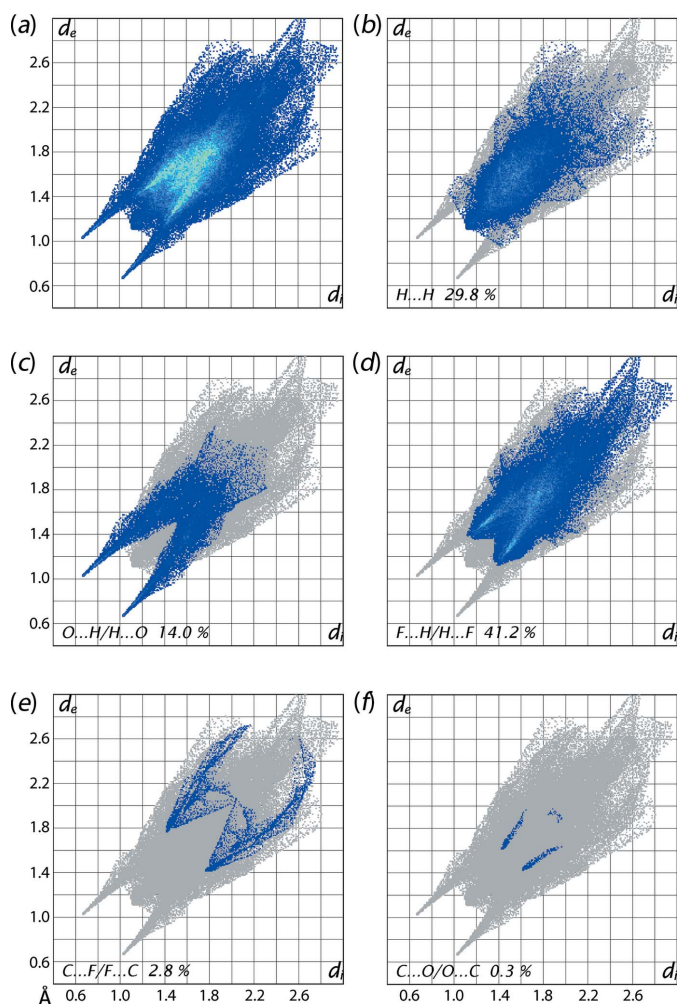 (a) (b)
de de
2.6
2.2
1.8
1.4
1.0
0.6
di H...H 29.8 % di
(c) (d)
de de
2.6
2.2
1.8
1.4
1.0
0.6
O...H/H...O 14.0 % di F...H/H...F 41.2 % di
(e) (f)
de de
2.6
2.2
1.8
1.4
1.0
0.6
C...F/F...C 2.8 % di C...O/O...C 0.3 % di
Å 0.6 1.0 1.4 1.8 2.2 2.6 0.6 1.0 1.4 1.8 2.2 2.6